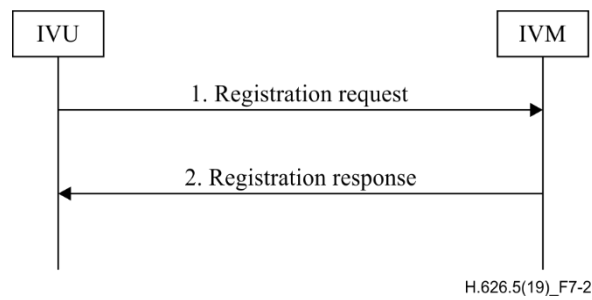 IVU
IVM
1. Registration request
2. Registration response
H.626.5(19)_F7-2